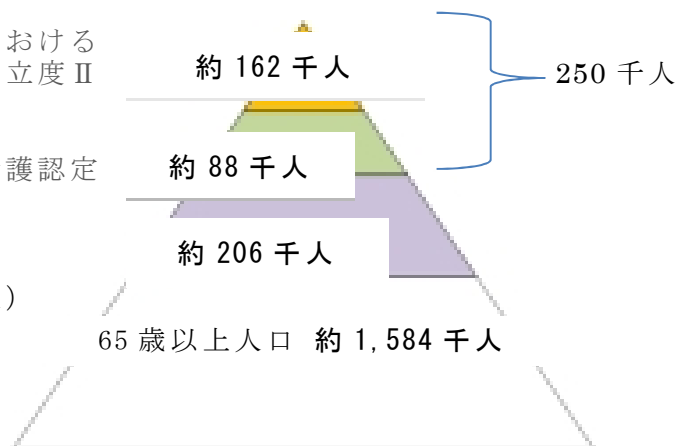 おける
立度Ⅱ
約 162 千人
250 千人
護認定
約 88 千人
約 206 千人
)
65 歳以上人口 約 1,584 千人